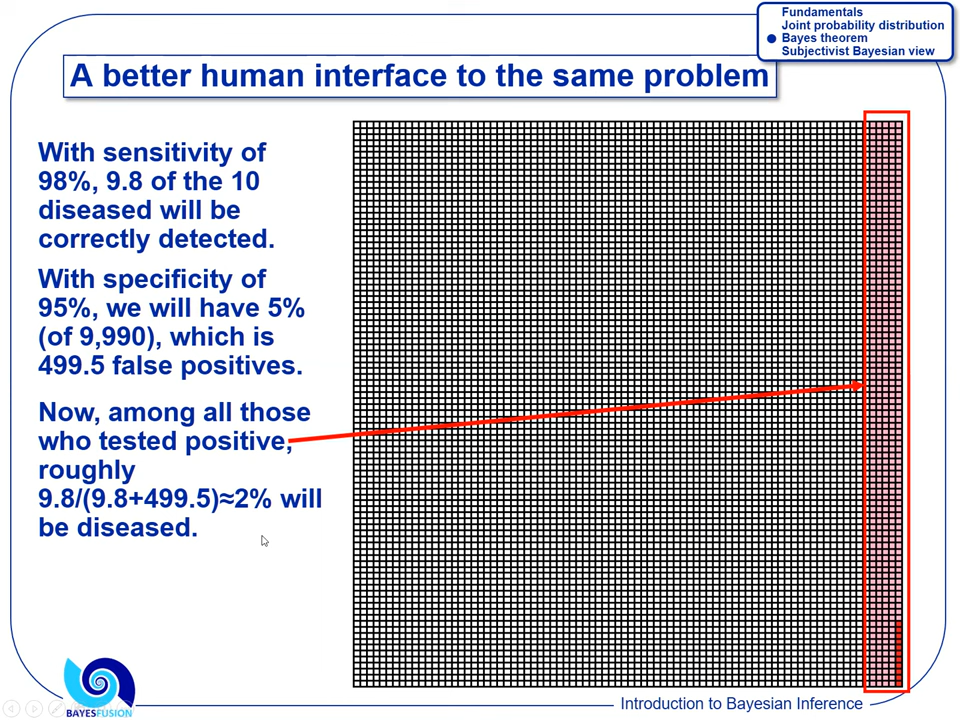 Fundamentals
Joint probability distribution
Bayes theorem
Subjectivist Bayesian view
A better human interface to the same problem
With sensitivity of
98%, 9.8 of the 10
diseased will be
correctly detected.
With specificity of
95%, we will have 5%
(of 9,990), which is
499.5 false positives.
Now, among all those
who tested positive,
roughly
9.8/(9.8+499.5)≈2% will
be diseased.
BAYESFUSION
Introduction to Bayesian Inference